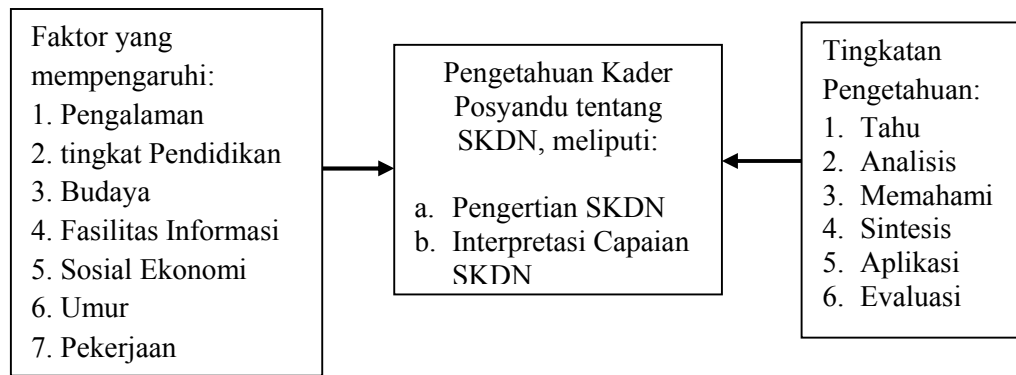 Faktor yang
mempengaruhi:
1. Pengalaman
2. tingkat Pendidikan
3. Budaya
4. Fasilitas Informasi
5. Sosial Ekonomi
6. Umur
7. Pekerjaan
Pengetahuan Kader
Posyandu tentang
SKDN, meliputi:
a. Pengertian SKDN
b. Interpretasi Capaian
SKDN
Tingkatan
Pengetahuan:
1. Tahu
2. Analisis
3. Memahami
4. Sintesis
5. Aplikasi
6. Evaluasi